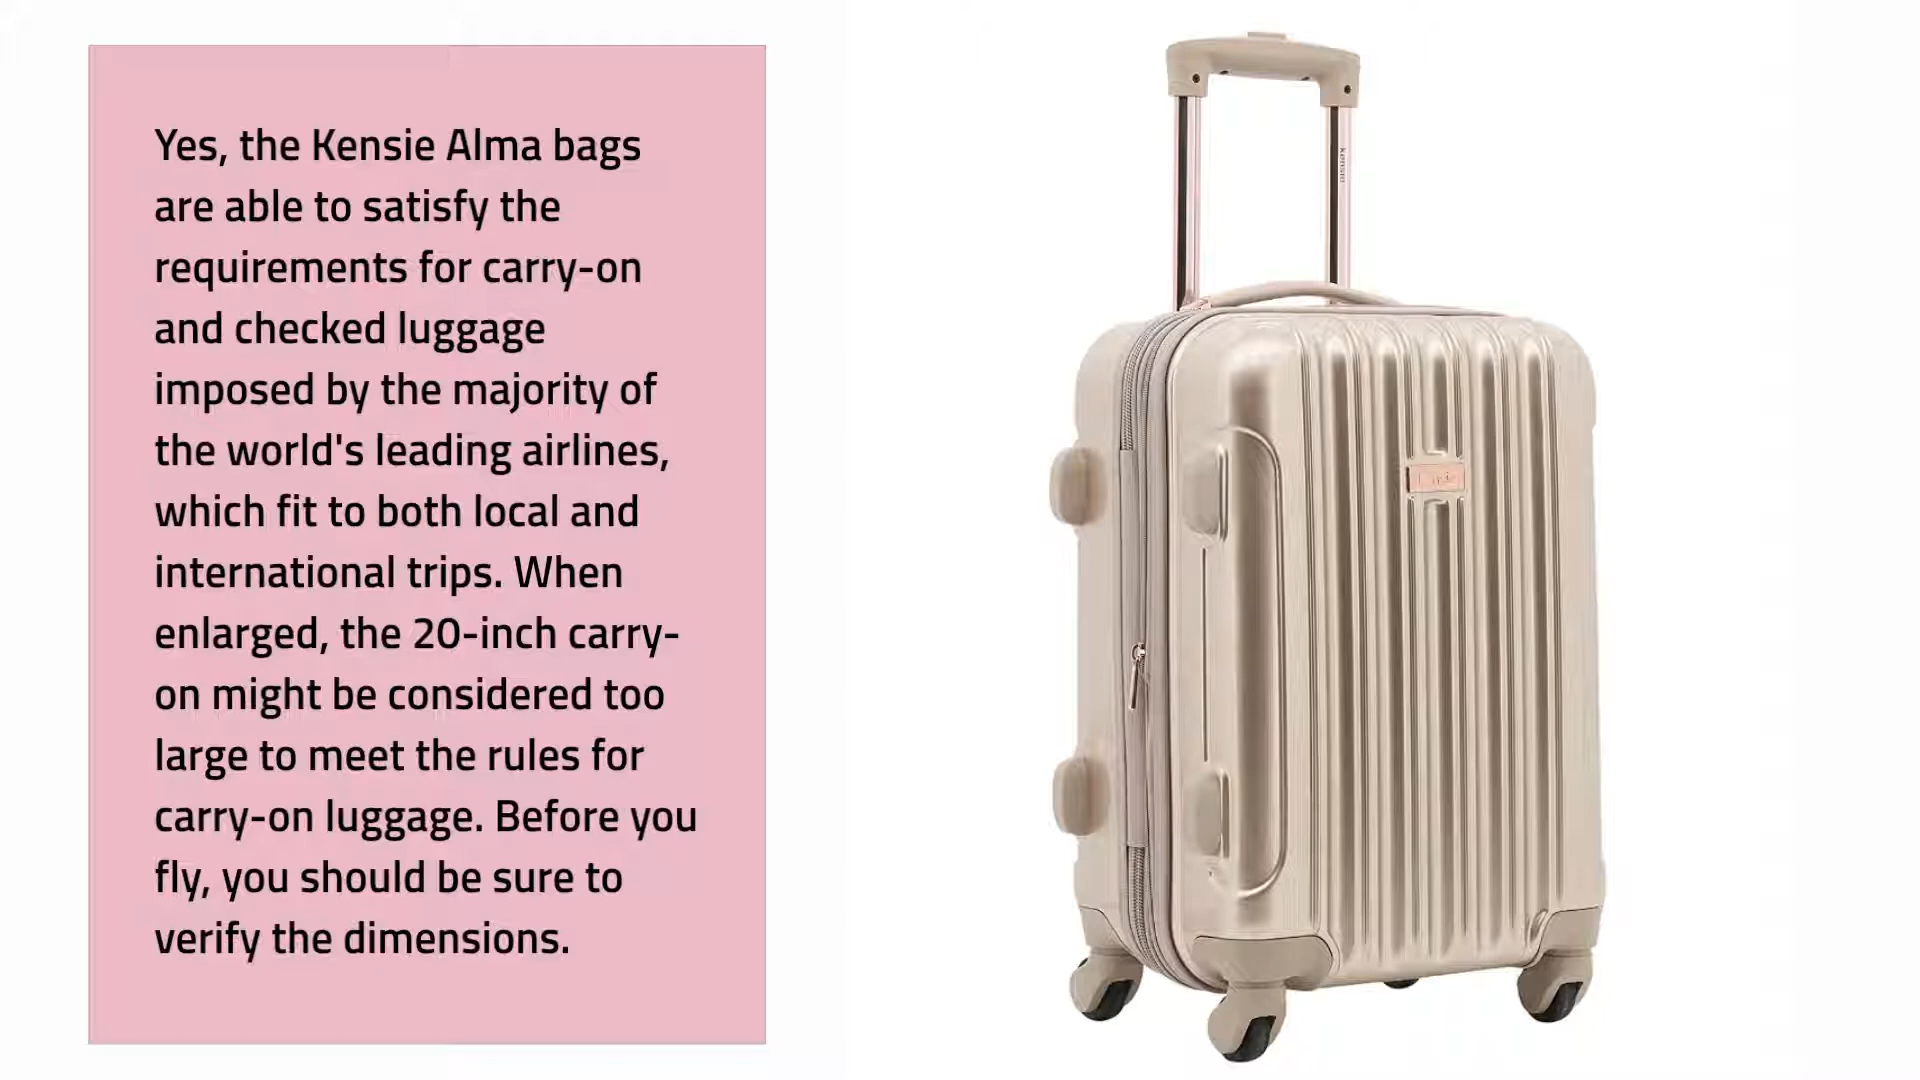 Yes, the Kensie Alma bags
are able to satisfy the
requirements for carry-on
and checked luggage
imposed by the majority of
the world's leading airlines,
which fit to both local and
international trips. When
enlarged, the 20-inch carry-
on might be considered too
large to meet the rules for
carry-on luggage. Before you
fly, you should be sure to
verify the dimensions.
kensie